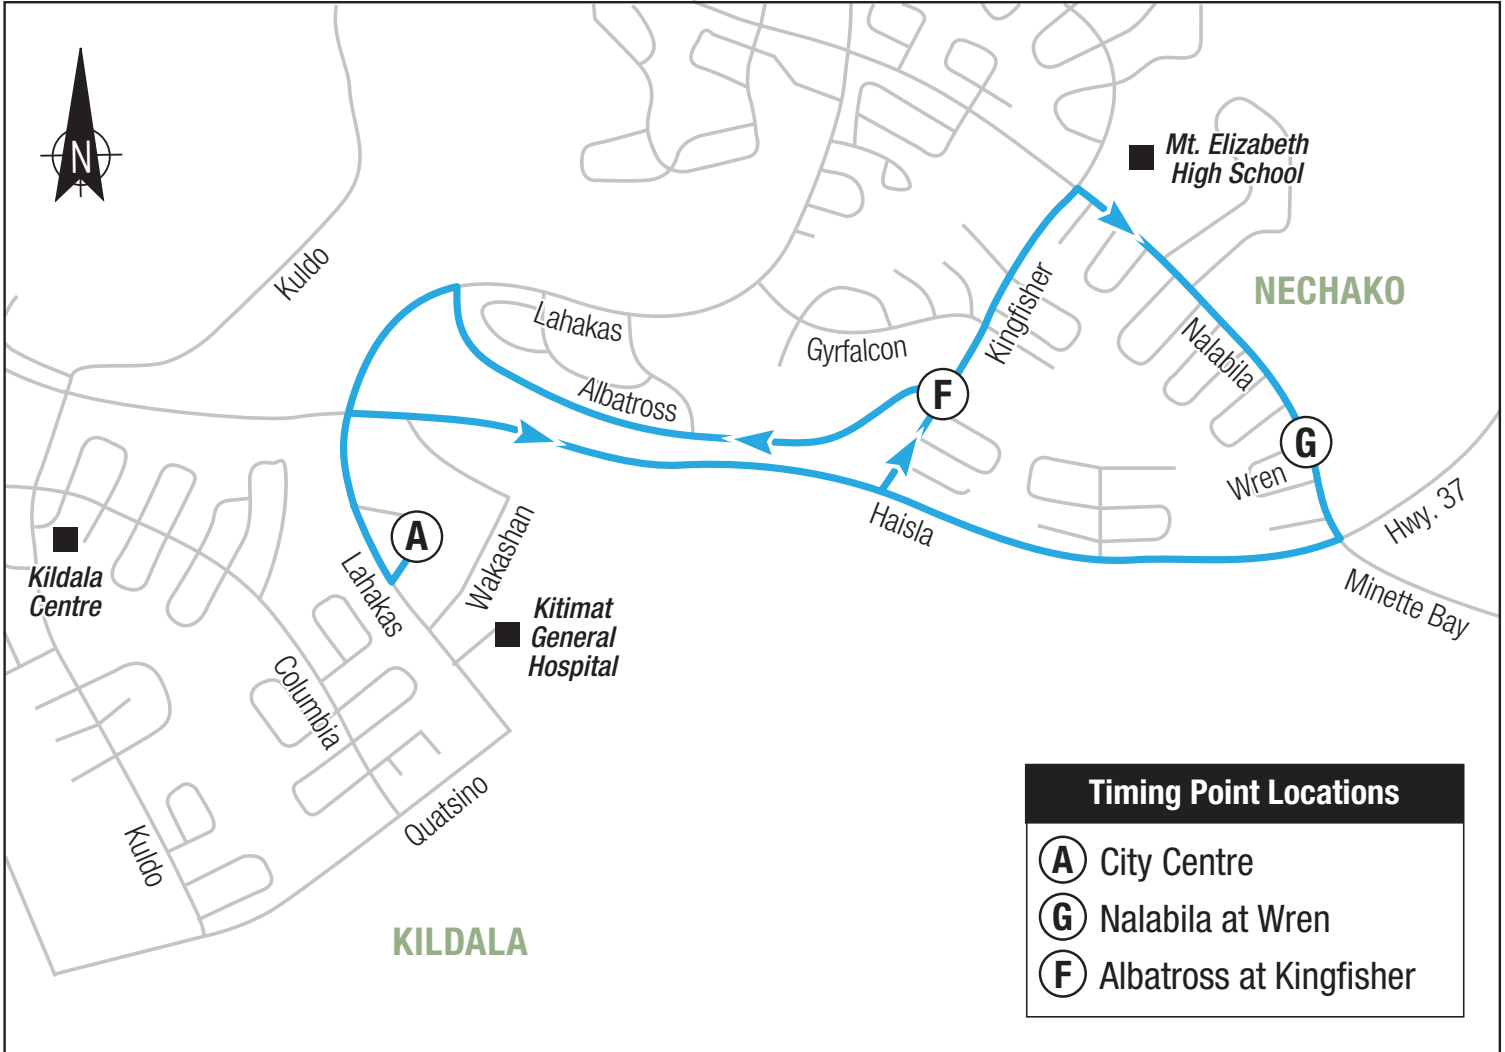 N
Mt. Elizabeth
High School
Kuldo
NECHAKO
Lahakas
Kingfisher
Gyrfalcon
Nalabila
Albatross
F
G
Wren
Hwy. 37
Haisla
A
Wakashan
Lahakas
Kildala
Centre
Minette Bay
Kitimat
General
Hospital
Columbia
Quatsino
Kuldo
KILDALA
Timing Point Locations
A City Centre
G Nalabila at Wren
F Albatross at Kingfisher